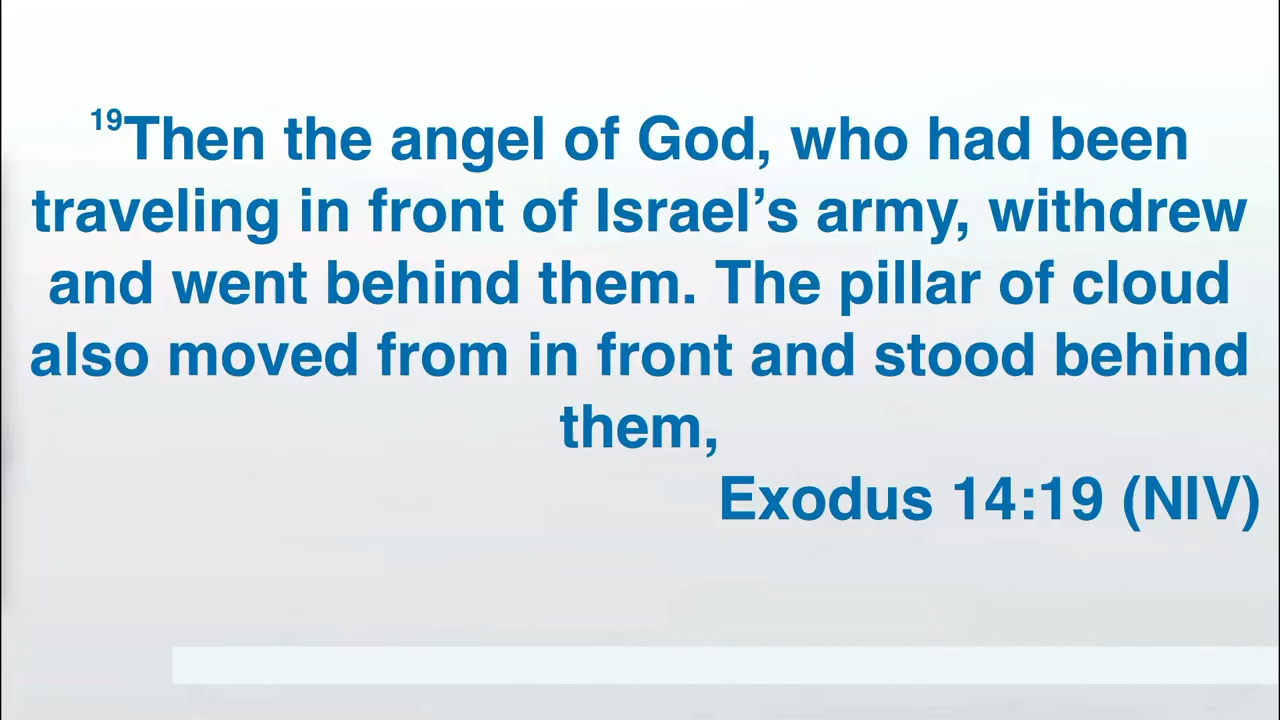 19Then the angel of God, who had been
traveling in front of Israel’s army, withdrew
and went behind them. The pillar of cloud
also moved from in front and stood behind
them,
Exodus 14:19 (NIV)